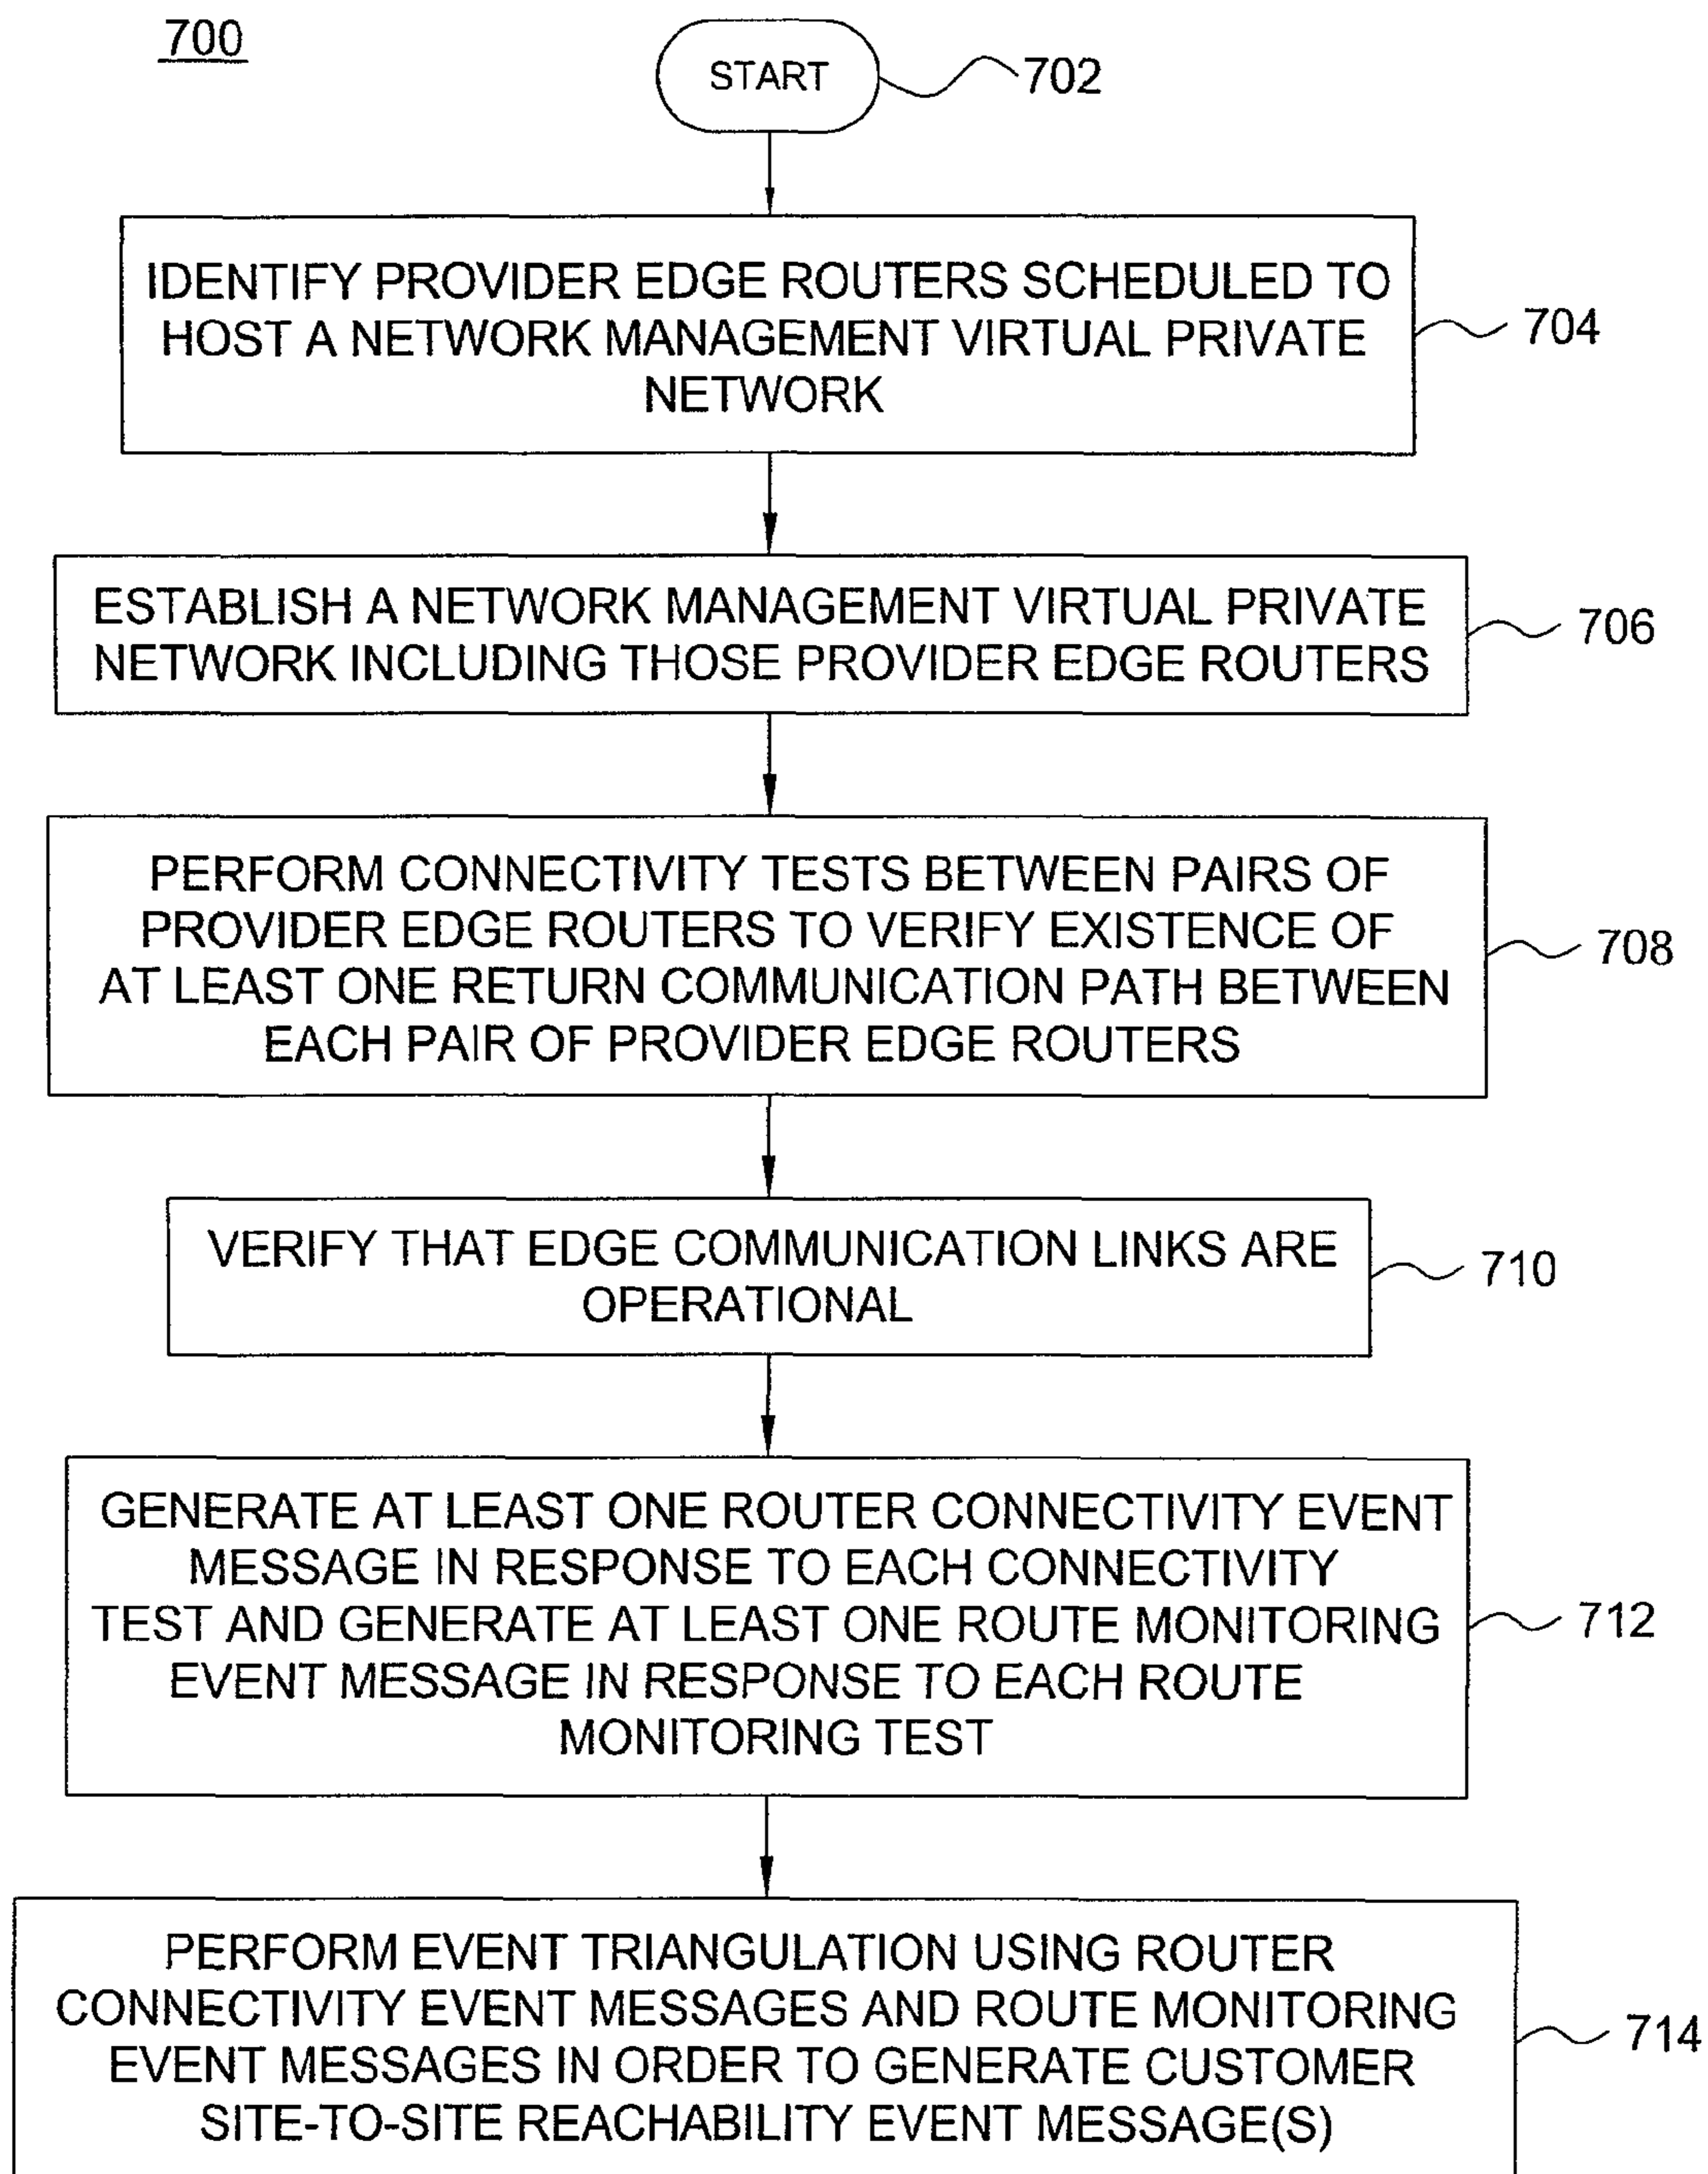 700
START
702
IDENTIFY PROVIDER EDGE ROUTERS SCHEDULED TO
HOST A NETWORK MANAGEMENT VIRTUAL PRIVATE
NETWORK
704
ESTABLISH A NETWORK MANAGEMENT VIRTUAL PRIVATE
NETWORK INCLUDING THOSE PROVIDER EDGE ROUTERS
706
PERFORM CONNECTIVITY TESTS BETWEEN PAIRS OF
PROVIDER EDGE ROUTERS TO VERIFY EXISTENCE OF
AT LEAST ONE RETURN COMMUNICATION PATH BETWEEN
EACH PAIR OF PROVIDER EDGE ROUTERS
708
VERIFY THAT EDGE COMMUNICATION LINKS ARE
OPERATIONAL
710
GENERATE AT LEAST ONE ROUTER CONNECTIVITY EVENT
MESSAGE IN RESPONSE TO EACH CONNECTIVITY
TEST AND GENERATE AT LEAST ONE ROUTE MONITORING
EVENT MESSAGE IN RESPONSE TO EACH ROUTE
MONITORING TEST
712
PERFORM EVENT TRIANGULATION USING ROUTER
CONNECTIVITY EVENT MESSAGES AND ROUTE MONITORING
EVENT MESSAGES IN ORDER TO GENERATE CUSTOMER
SITE-TO-SITE REACHABILITY EVENT MESSAGE(S)
714